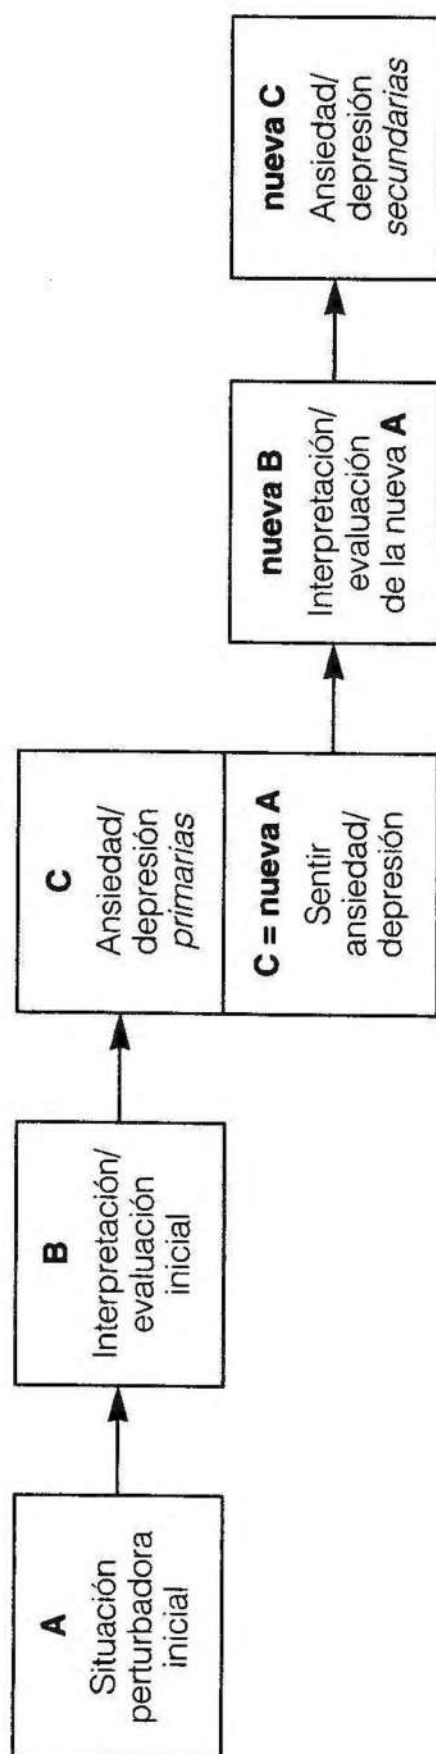 A
Situación
perturbadora
inicial
B
Interpretación/
evaluación
inicial
C
Ansiedad/
depresión
primarias
C = nueva A
Sentir
ansiedad/
depresión
nueva B
Interpretación/
evaluación
de la nueva A
nueva C
Ansiedad/
depresión
secundarias